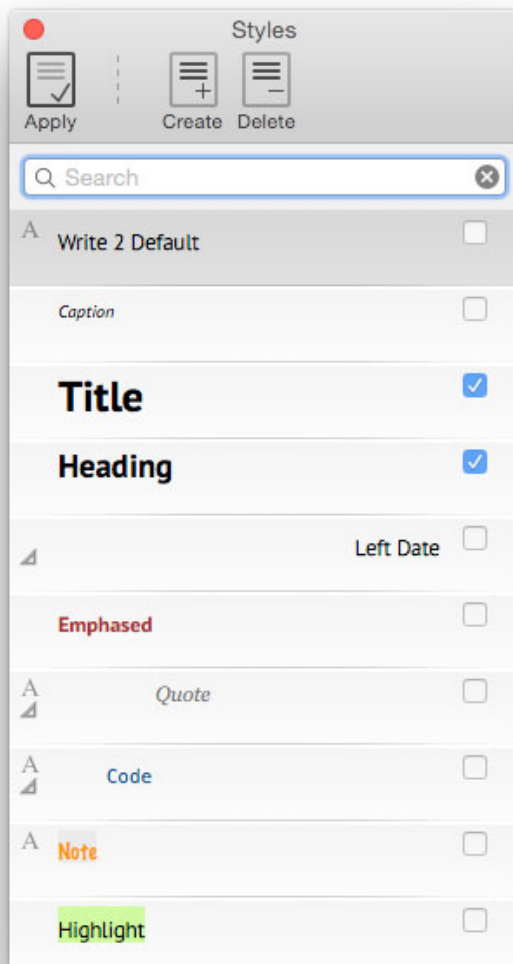 Styles
Apply Create Delete
Search
A Write 2 Default
Caption
Title
Heading
Left Date
Emphased
A Quote
A Code
A Note
Highlight